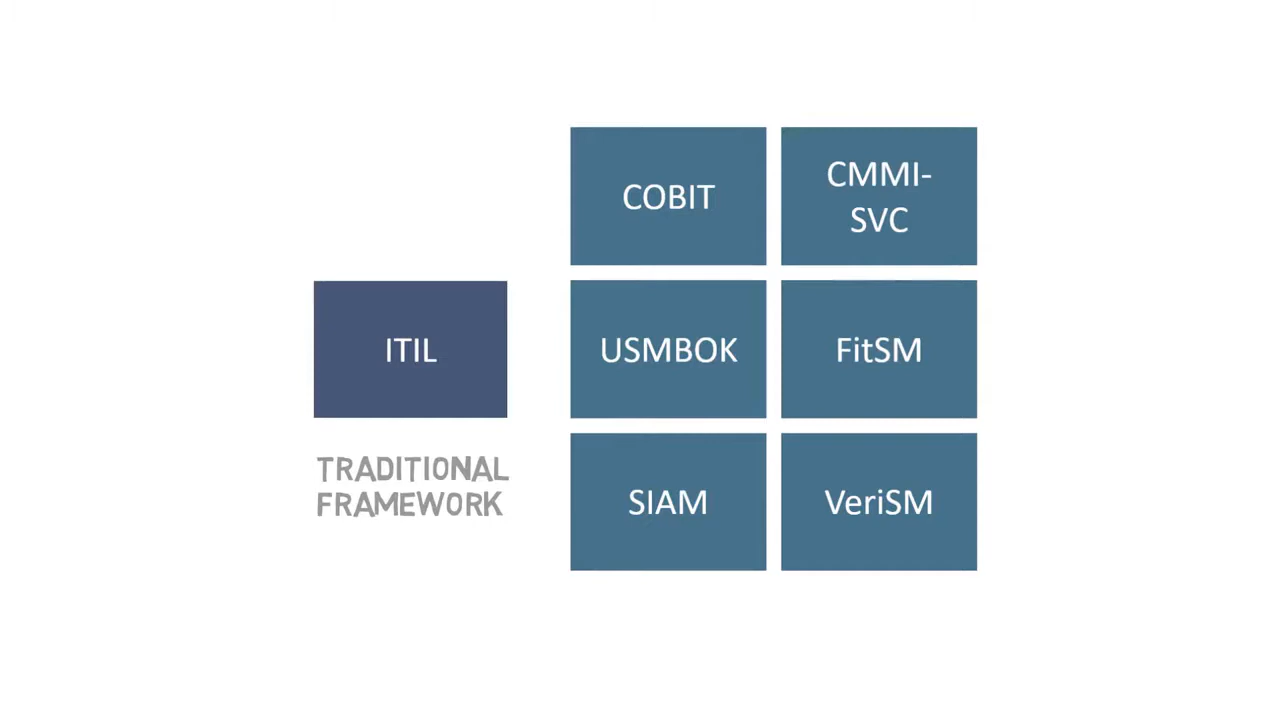 COBIT
CMMI-
SVC
ITIL
USMBOK
FitSM
TRADITIONAL
FRAMEWORK
SIAM
VeriSM